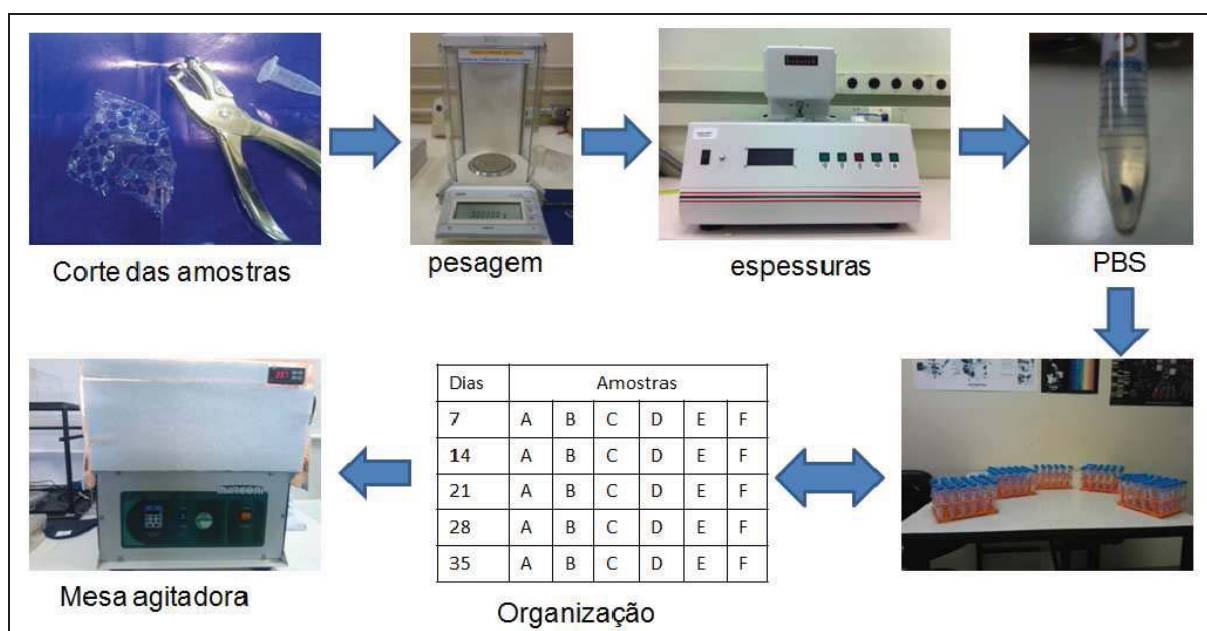 Corte das amostras
pesagem
espessuras
PBS
Dias Amostras
7 A B C D E F
14 A B C D E F
21 A B C D E F
28 A B C D E F
35 A B C D E F
Organização
Mesa agitadora